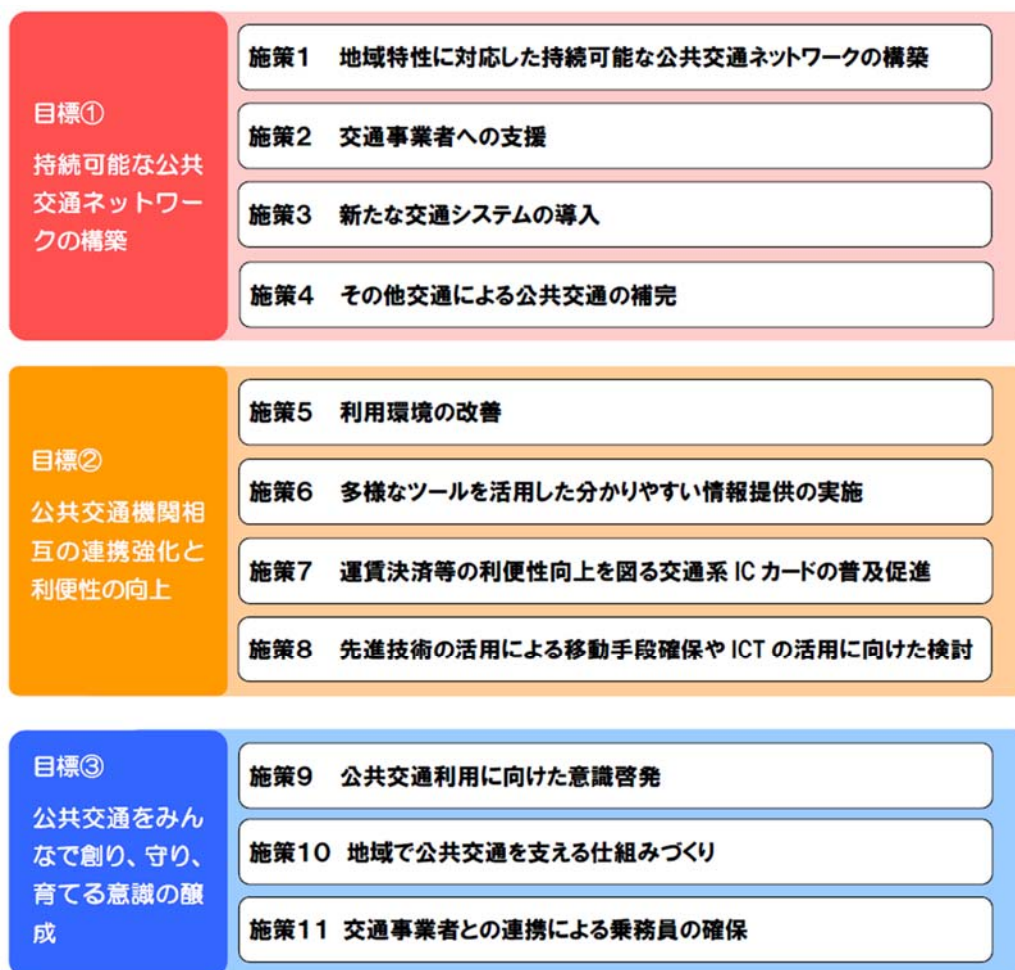 目標①
持続可能な公共
交通ネットワー
クの構築
施策1 地域特性に対応した持続可能な公共交通ネットワークの構築
施策2 交通事業者への支援
施策3 新たな交通システムの導入
施策4 その他交通による公共交通の補完
目標②
公共交通機関相
互の連携強化と
利便性の向上
施策5 利用環境の改善
施策6 多様なツールを活用した分かりやすい情報提供の実施
施策7 運賃決済等の利便性向上を図る交通系 IC カードの普及促進
施策8 先進技術の活用による移動手段確保や ICT の活用に向けた検討
目標③
公共交通をみん
なで創り、守り、
育てる意識の醸
成
施策9 公共交通利用に向けた意識啓発
施策10 地域で公共交通を支える仕組みづくり
施策11 交通事業者との連携による乗務員の確保